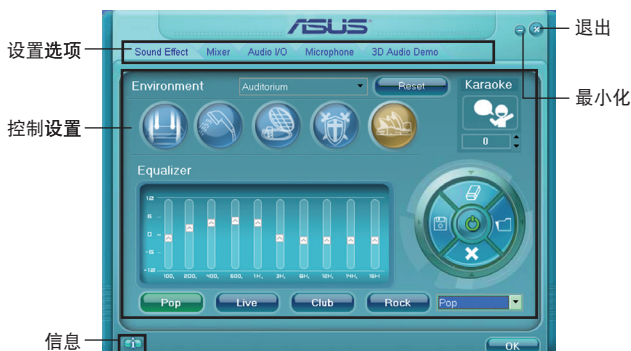 ASUS
退出
设置选项
Sound Effect Mixer Audio I/O Microphone 3D Audio Demo
最小化
Environment Auditorium Reset Karaoke
控制设置
0
Equalizer
12
6
0
-6
-12
100, 200, 400, 600, 1K, 3K, 6K, 12K, 14K, 16K
Pop Live Club Rock Pop
信息
i
OK